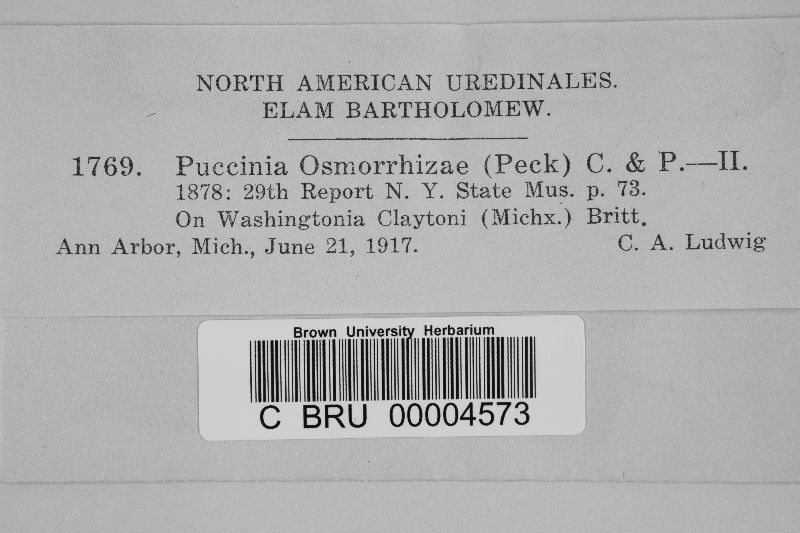 NORTH AMERICAN UREDINALES.
ELAM BARTHOLOMEW.
1769. Puccinia Osmorrhizae (Peck) C. & P.—II.
1878: 29th Report N. Y. State Mus. p. 73.
On Washingtonia Claytoni (Michx.) Britt.
Ann Arbor, Mich., June 21, 1917. C. A. Ludwig
Brown University Herbarium
C BRU 00004573